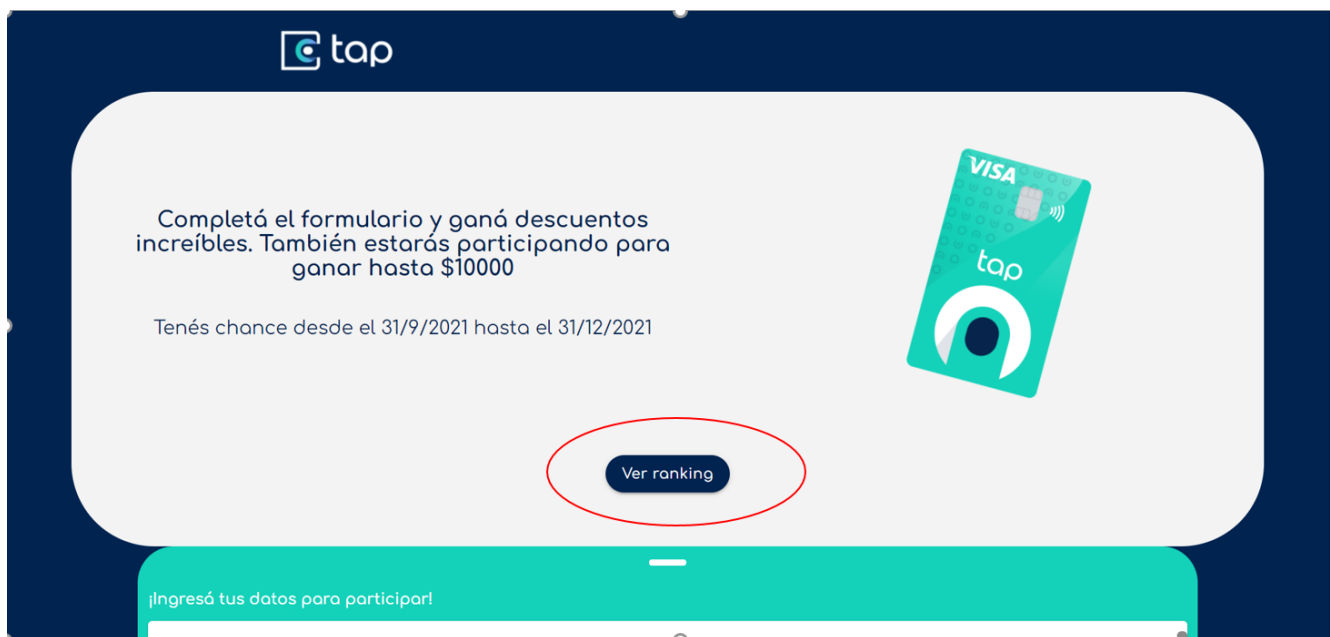 tap
Completá el formulario y ganá descuentos
increíbles. También estarás participando para
ganar hasta $10000
Tenés chance desde el 31/9/2021 hasta el 31/12/2021
VISA
tap
Ver ranking
¡Ingresá tus datos para participar!